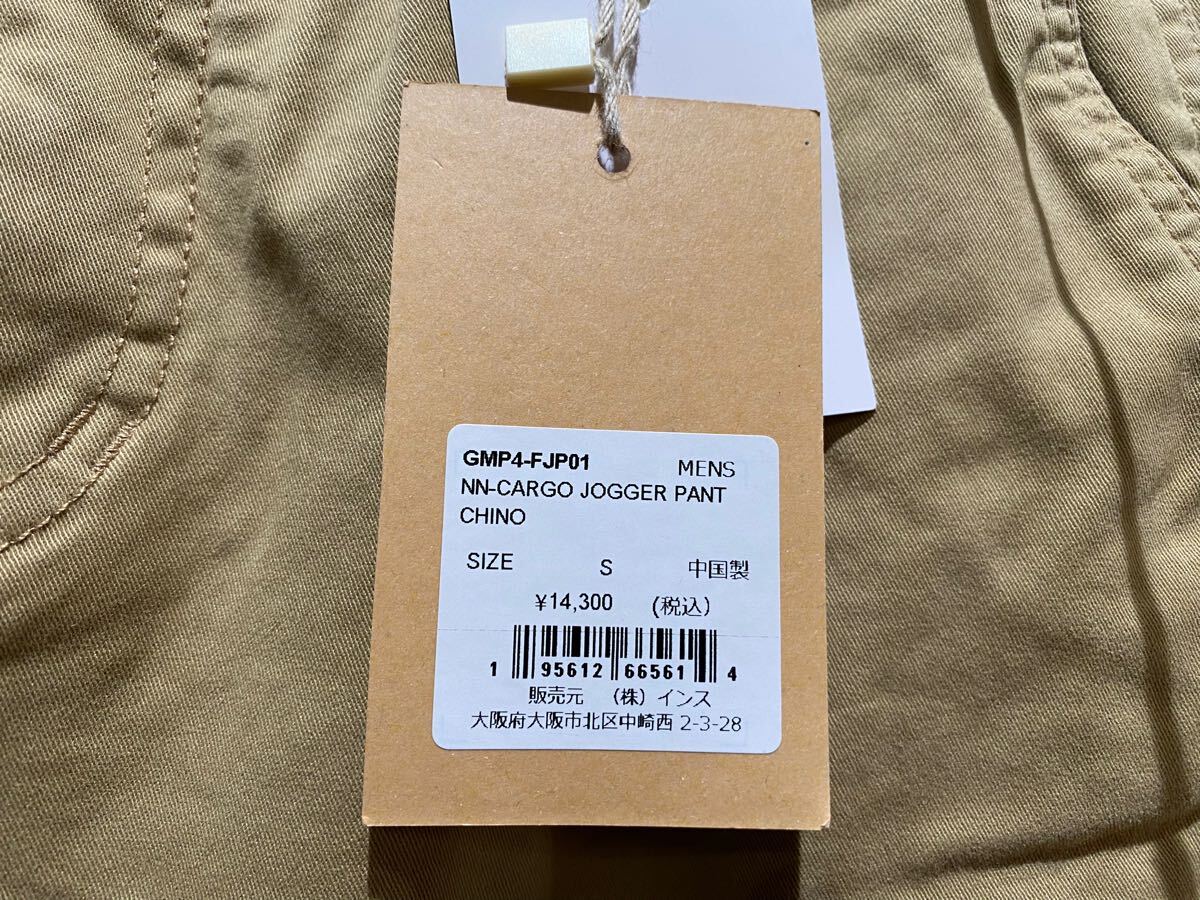 GMP4-FJP01 MENS
NN-CARGO JOGGER PANT
CHINO
SIZE S 中国製
¥14,300 (税込)
1 95612 66561 4
販売元 (株) インス
大阪府大阪市北区中崎西 2-3-28